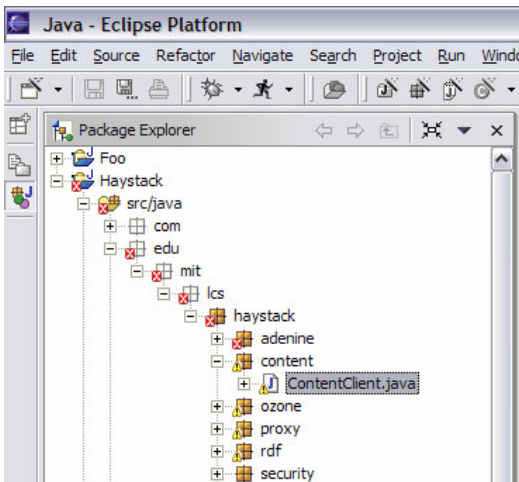 Java - Eclipse Platform
File Edit Source Refactor Navigate Search Project Run
Package Explorer
Foo
Haystack
src/java
com
edu
mit
lcs
haystack
adenine
content
ContentClient.java
ozone
proxy
rdf
security